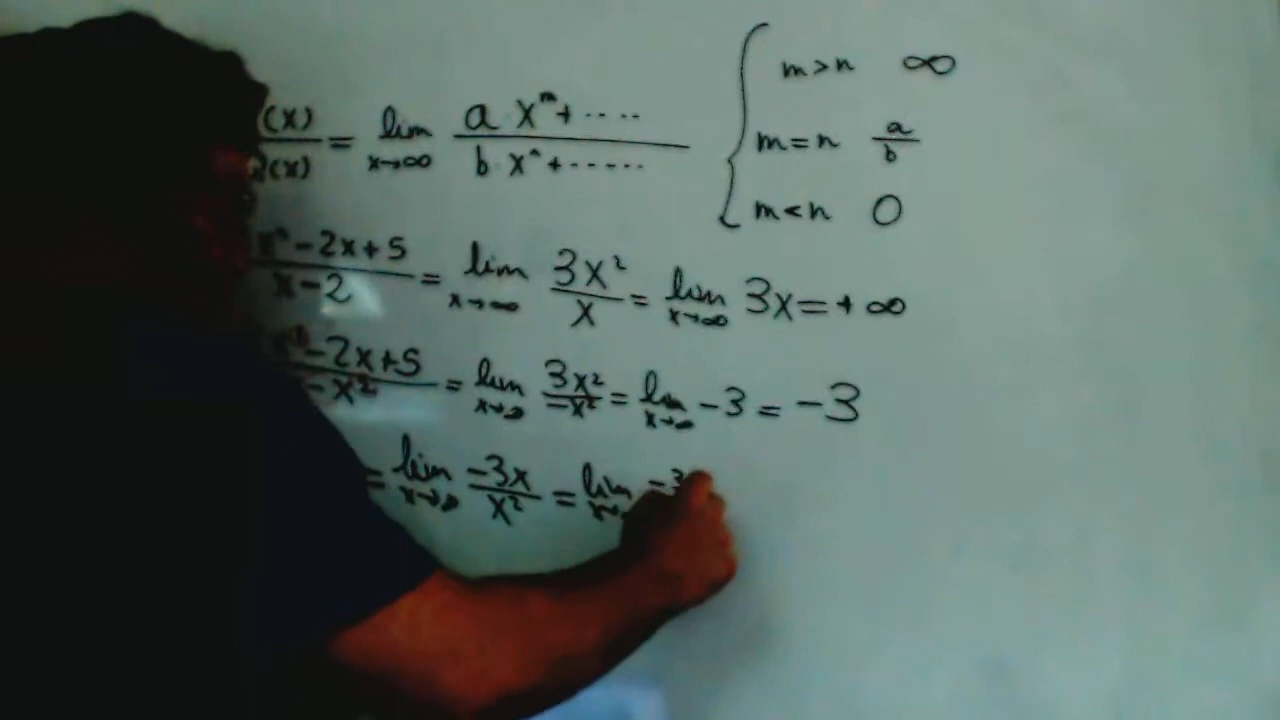 (x)/Q(x) = lim x→∞ a x^m + ..../b x^n + ...... { m>n ∞
m=n a/b
m<n 0
-2x+5/x-2 = lim x→∞ 3x²/x = lim x→∞ 3x = +∞
-2x+5/-x² = lim x→∞ 3x²/-x² = lim x→∞ -3 = -3
= lim x→∞ -3x/x² = lim -3